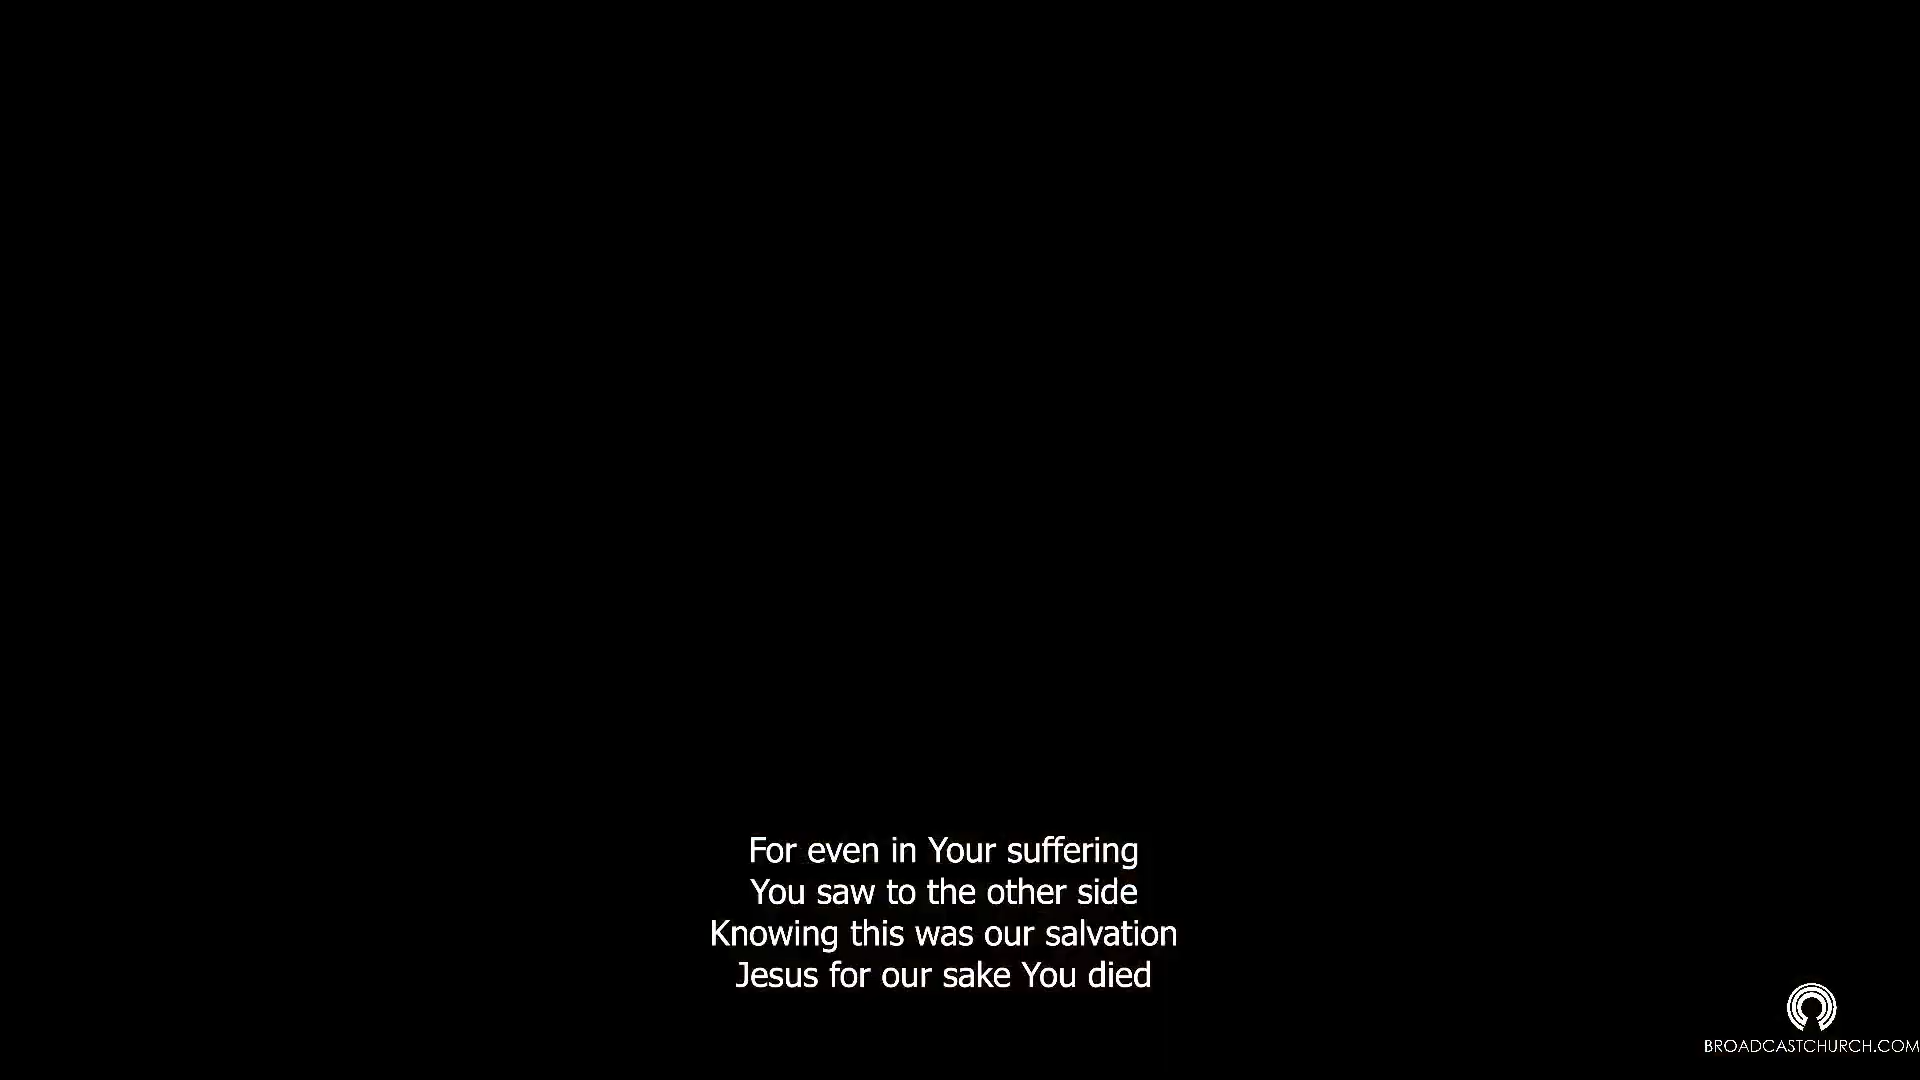 For even in Your suffering
You saw to the other side
Knowing this was our salvation
Jesus for our sake You died
BROADCASTCHURCH.COM